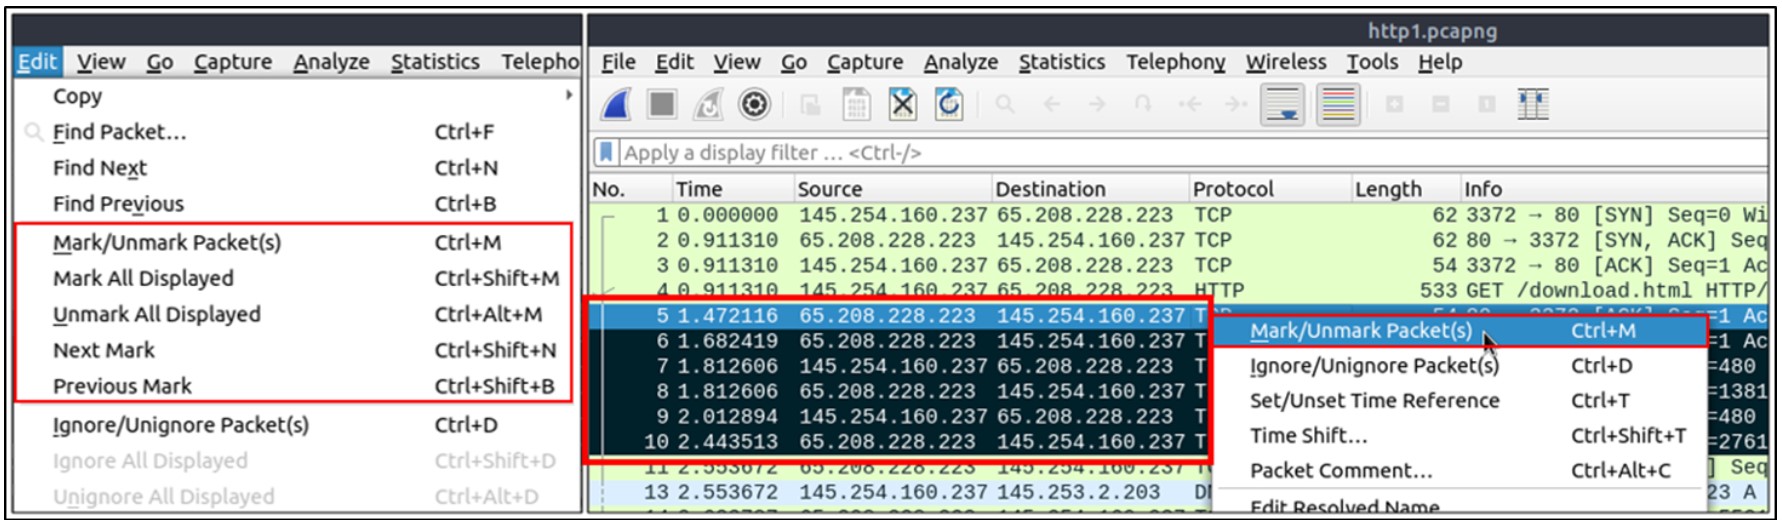 Edit View Go Capture Analyze Statistics Telepho
Copy
Find Packet... Ctrl+F
Find Next Ctrl+N
Find Previous Ctrl+B
Mark/Unmark Packet(s) Ctrl+M
Mark All Displayed Ctrl+Shift+M
Unmark All Displayed Ctrl+Alt+M
Next Mark Ctrl+Shift+N
Previous Mark Ctrl+Shift+B
Ignore/Unignore Packet(s) Ctrl+D
Ignore All Displayed Ctrl+Shift+D
Unignore All Displayed Ctrl+Alt+D
http1.pcapng
File Edit View Go Capture Analyze Statistics Telephony Wireless Tools Help
Apply a display filter ... <Ctrl-/>
No. Time Source Destination Protocol Length Info
1 0.000000 145.254.160.237 65.208.228.223 TCP 62 3372 → 80 [SYN] Seq=0 Wi
2 0.911310 65.208.228.223 145.254.160.237 TCP 62 80 → 3372 [SYN, ACK] Seq
3 0.911310 145.254.160.237 65.208.228.223 TCP 54 3372 → 80 [ACK] Seq=1 Ac
4 0.911310 145.254.160.237 65.208.228.223 HTTP 533 GET /download.html HTTP/
5 1.472116 65.208.228.223 145.254.160.237 =1 Ac
6 1.682419 65.208.228.223 145.254.160.237 T =1 Ac
7 1.812606 145.254.160.237 65.208.228.223 T =480
8 1.812606 65.208.228.223 145.254.160.237 T =1381
9 2.012894 145.254.160.237 65.208.228.223 T =480
10 2.443513 65.208.228.223 145.254.160.237 T =2761
11 2.553672 65.208.228.223 145.254.160.237 ] Seq
13 2.553672 145.254.160.237 145.253.2.203 23 A
Mark/Unmark Packet(s) Ctrl+M
Ignore/Unignore Packet(s) Ctrl+D
Set/Unset Time Reference Ctrl+T
Time Shift... Ctrl+Shift+T
Packet Comment... Ctrl+Alt+C
Edit Resolved Name